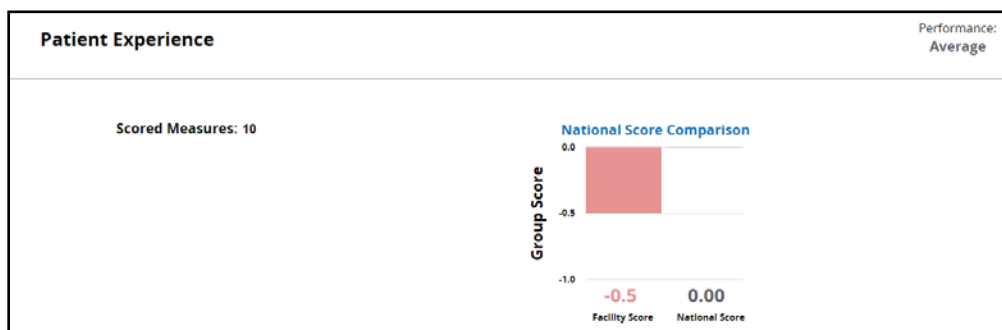 Patient Experience
Performance:
Average
Scored Measures: 10
National Score Comparison
Group Score
0.0
-0.5
-1.0
-0.5
0.00
Facility Score
National Score